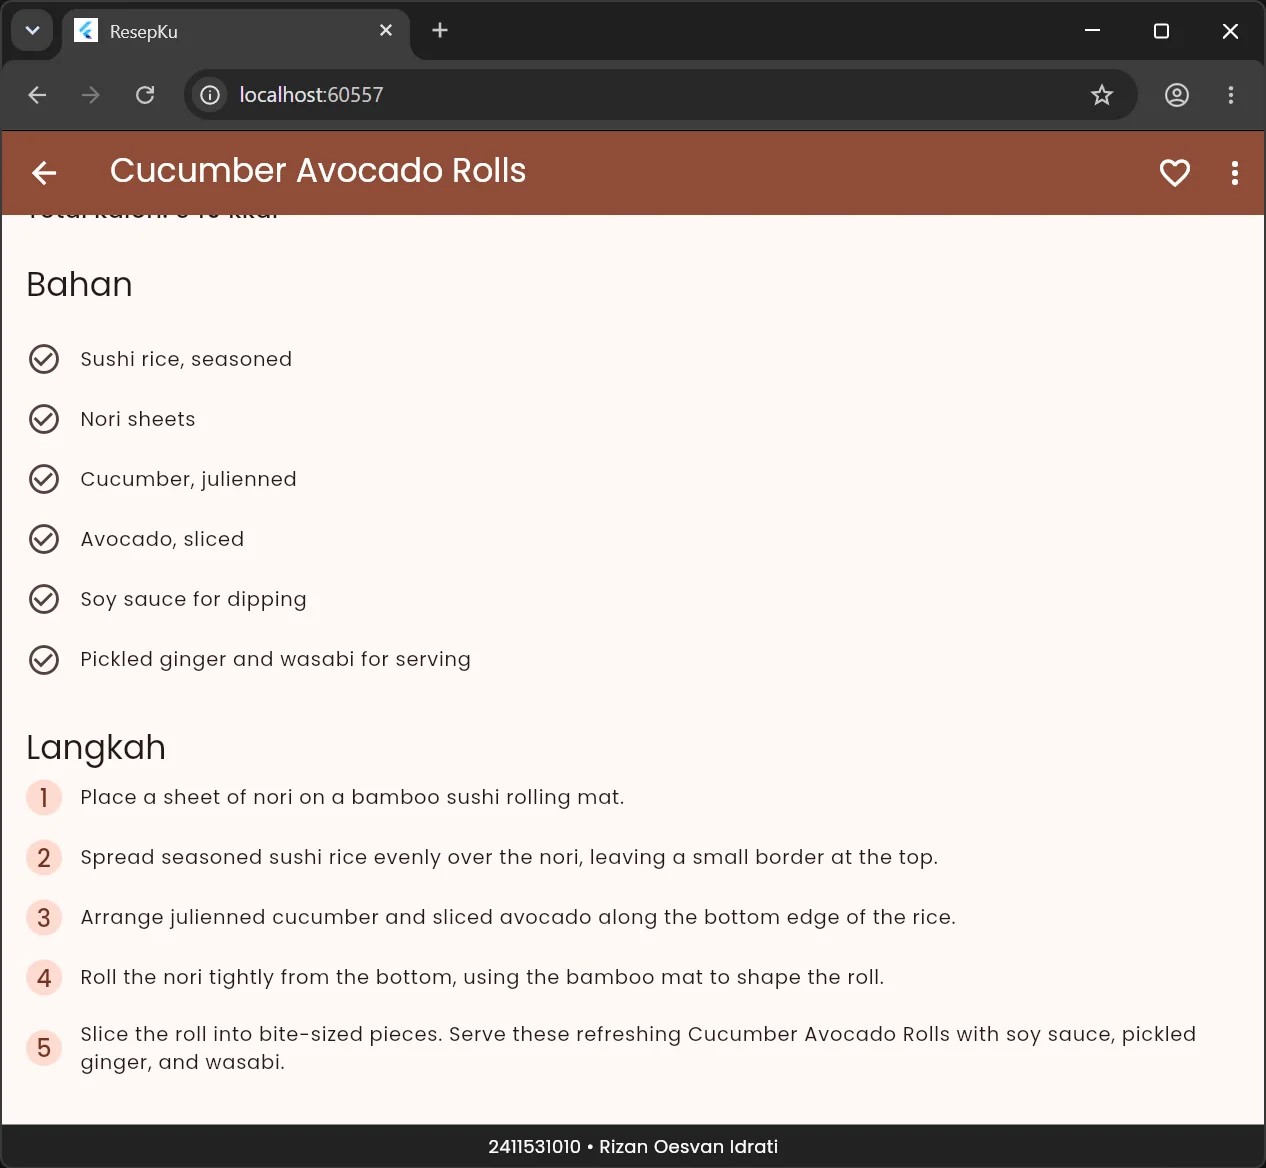 ResepKu
localhost:60557
Cucumber Avocado Rolls
Bahan
Sushi rice, seasoned
Nori sheets
Cucumber, julienned
Avocado, sliced
Soy sauce for dipping
Pickled ginger and wasabi for serving
Langkah
1 Place a sheet of nori on a bamboo sushi rolling mat.
2 Spread seasoned sushi rice evenly over the nori, leaving a small border at the top.
3 Arrange julienned cucumber and sliced avocado along the bottom edge of the rice.
4 Roll the nori tightly from the bottom, using the bamboo mat to shape the roll.
5 Slice the roll into bite-sized pieces. Serve these refreshing Cucumber Avocado Rolls with soy sauce, pickled
ginger, and wasabi.
2411531010 • Rizan Oesvan Idrati